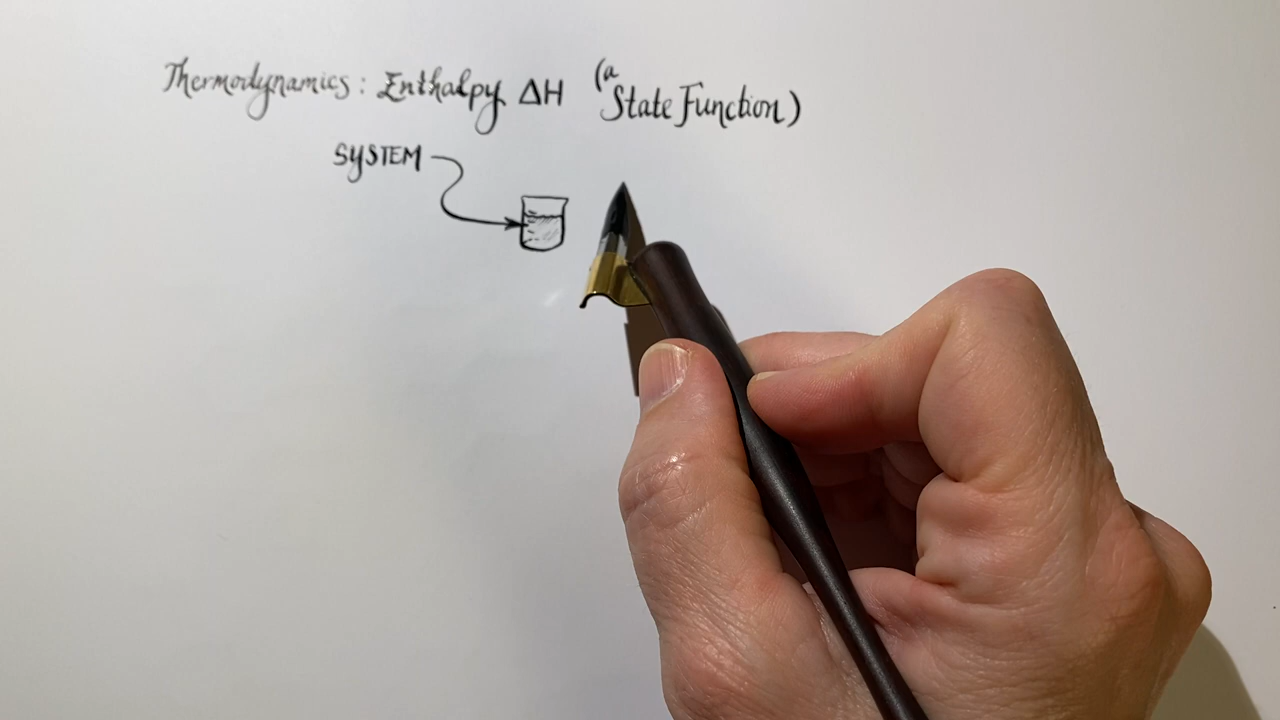 Thermodynamics: Enthalpy ΔH (a State Function)
SYSTEM